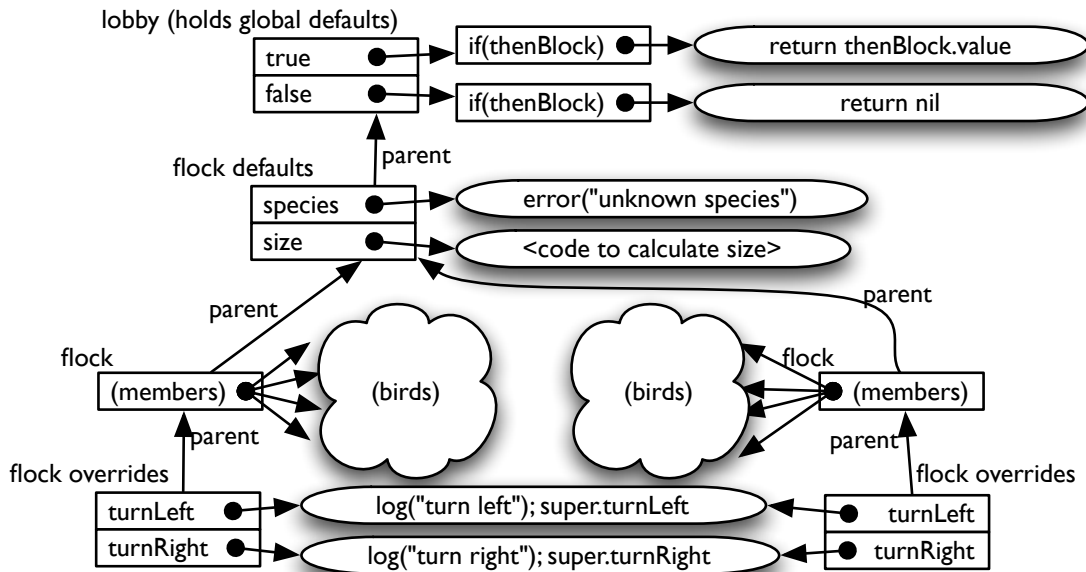 lobby (holds global defaults)
true
if(thenBlock)
return thenBlock.value
false
if(thenBlock)
return nil
parent
flock defaults
species
error("unknown species")
size
<code to calculate size>
parent
parent
flock
(members)
(birds)
(birds)
flock
(members)
parent
parent
flock overrides
flock overrides
turnLeft
log("turn left"); super.turnLeft
turnLeft
turnRight
log("turn right"); super.turnRight
turnRight